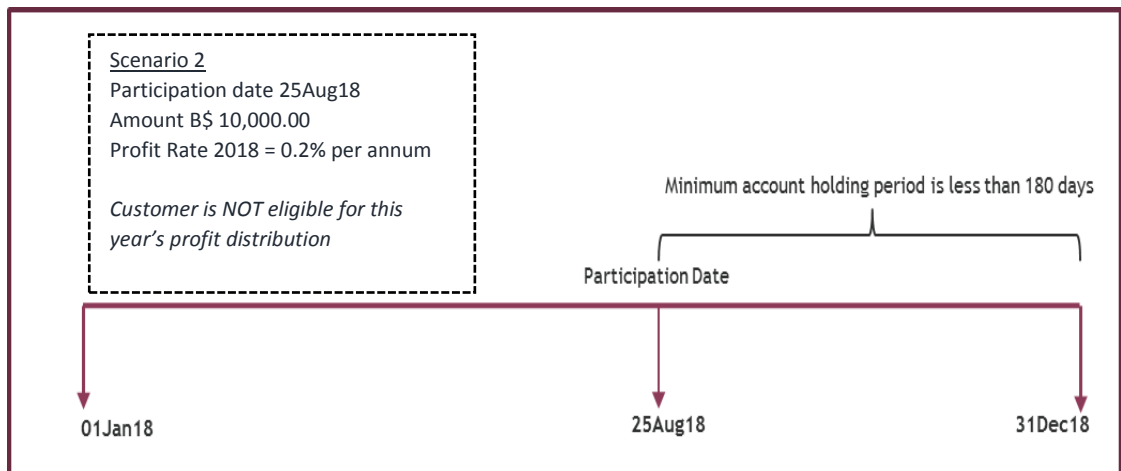 Scenario 2
Participation date 25Aug18
Amount B$ 10,000.00
Profit Rate 2018 = 0.2% per annum
Customer is NOT eligible for this
year’s profit distribution
Minimum account holding period is less than 180 days
Participation Date
01Jan18
25Aug18
31Dec18